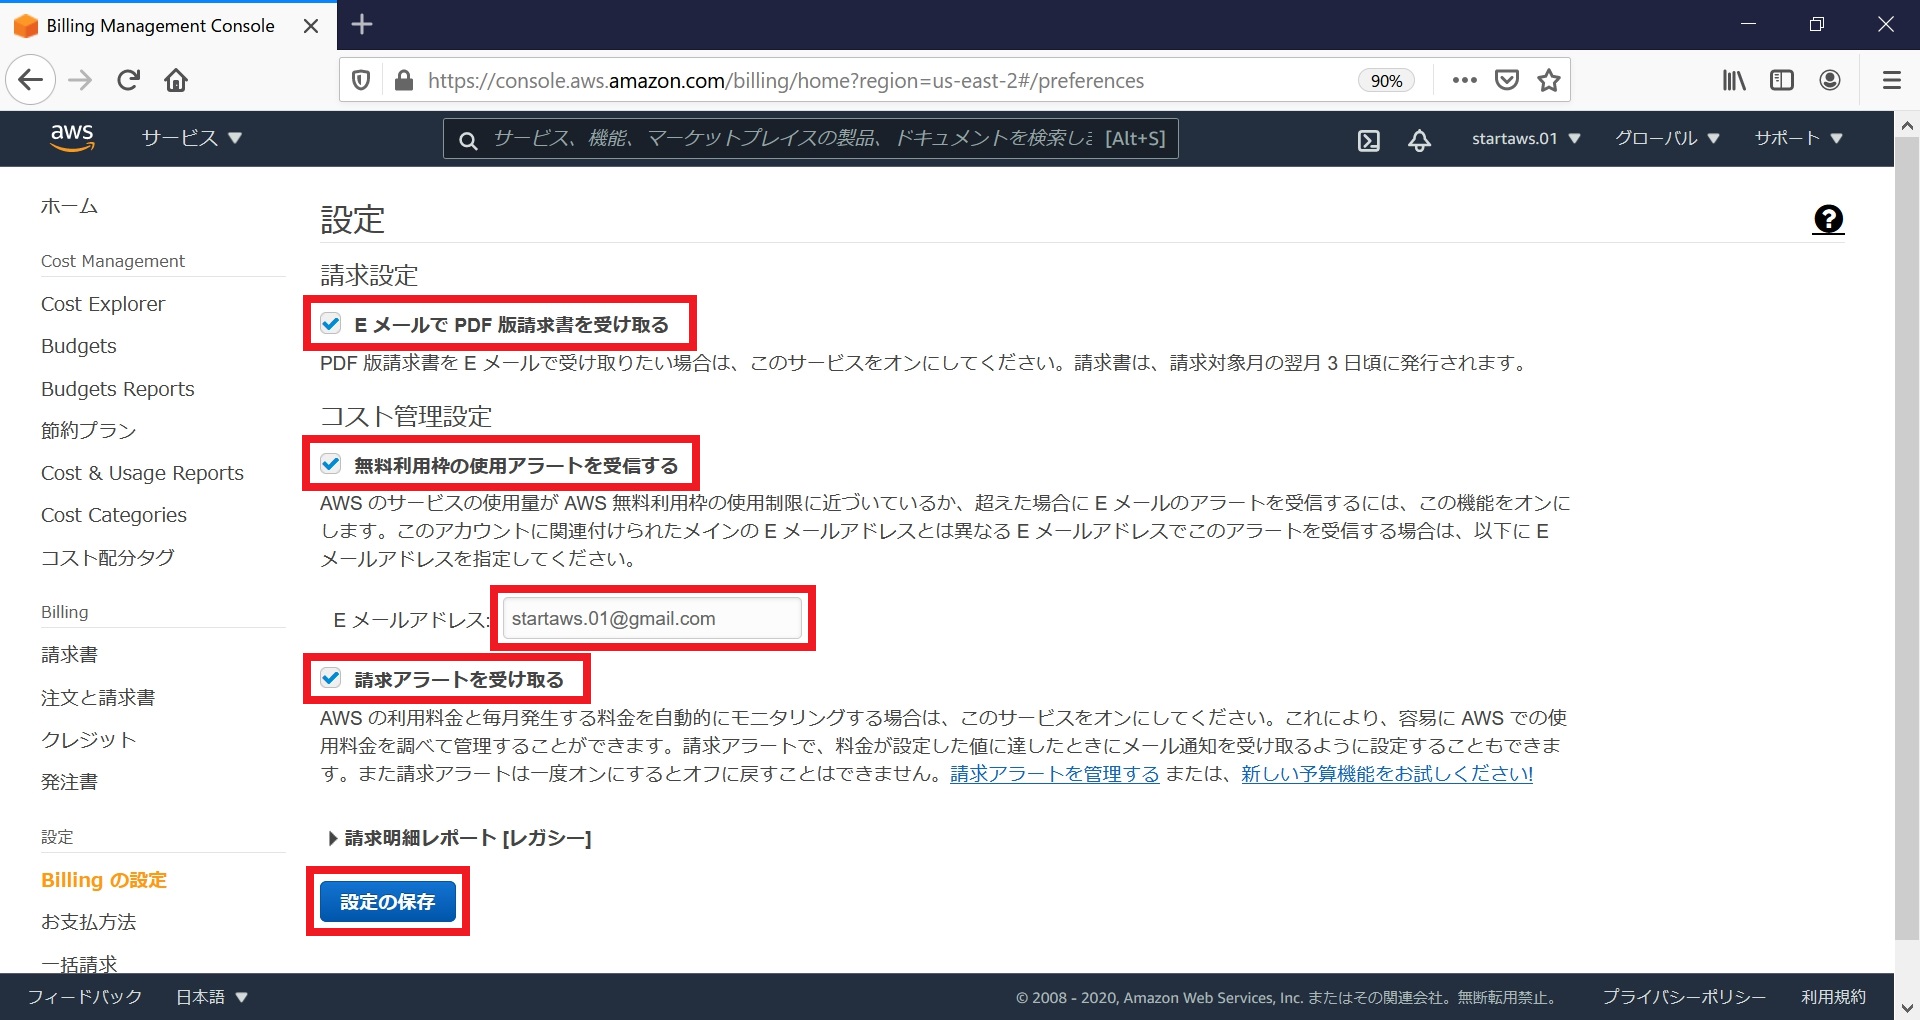 Billing Management Console
https://console.aws.amazon.com/billing/home?region=us-east-2#/preferences
90%
aws
サービス
サービス、機能、マーケットプレイスの製品、ドキュメントを検索しま
[Alt+S]
startaws.01
グローバル
サポート
ホーム
Cost Management
Cost Explorer
Budgets
Budgets Reports
節約プラン
Cost & Usage Reports
Cost Categories
コスト配分タグ
Billing
請求書
注文と請求書
クレジット
発注書
設定
Billing の設定
お支払方法
一括請求
設定
請求設定
E メールで PDF 版請求書を受け取る
PDF 版請求書を E メールで受け取りたい場合は、このサービスをオンにしてください。請求書は、請求対象月の翌月 3 日頃に発行されます。
コスト管理設定
無料利用枠の使用アラートを受信する
AWS のサービスの使用量が AWS 無料利用枠の使用制限に近づいているか、超えた場合に E メールのアラートを受信するには、この機能をオンに
します。このアカウントに関連付けられたメインの E メールアドレスとは異なる E メールアドレスでこのアラートを受信する場合は、以下に E
メールアドレスを指定してください。
E メールアドレス:
startaws.01@gmail.com
請求アラートを受け取る
AWS の利用料金と毎月発生する料金を自動的にモニタリングする場合は、このサービスをオンにしてください。これにより、容易に AWS での使
用料金を調べて管理することができます。請求アラートで、料金が設定した値に達したときにメール通知を受け取るように設定することもできま
す。また請求アラートは一度オンにするとオフに戻すことはできません。請求アラートを管理する または、新しい予算機能をお試しください!
請求明細レポート [レガシー]
設定の保存
フィードバック
日本語
© 2008 - 2020, Amazon Web Services, Inc. またはその関連会社。無断転用禁止。
プライバシーポリシー
利用規約